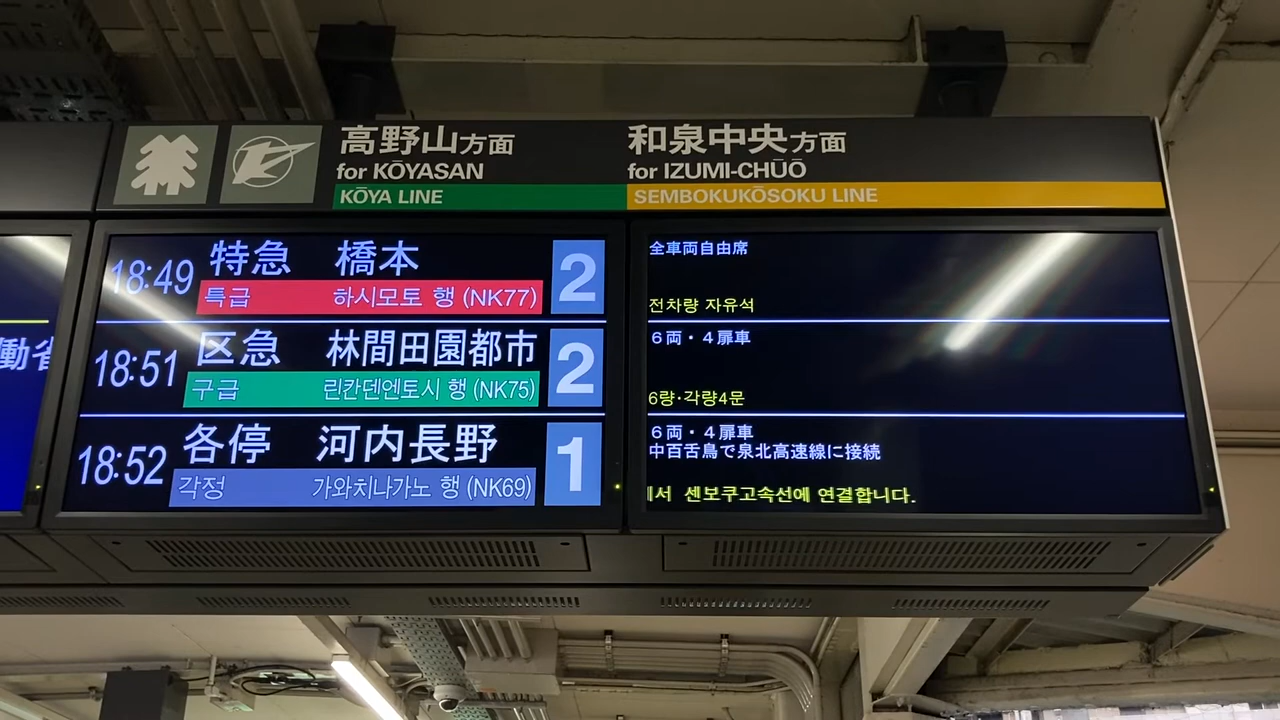 高野山方面
for KŌYASAN
KŌYA LINE
和泉中央方面
for IZUMI-CHŪŌ
SEMBOKUKŌSOKU LINE
18:49 特急 橋本 2
특급 하시모토 행 (NK77)
18:51 区急 林間田園都市 2
구급 린칸덴엔토시 행 (NK75)
18:52 各停 河内長野 1
각정 가와치나가노 행 (NK69)
全車両自由席
전차량 자유석
6両・4扉車
6량·각량4문
6両・4扉車
中百舌鳥で泉北高速線に接続
서 센보쿠고속선에 연결합니다.
働省